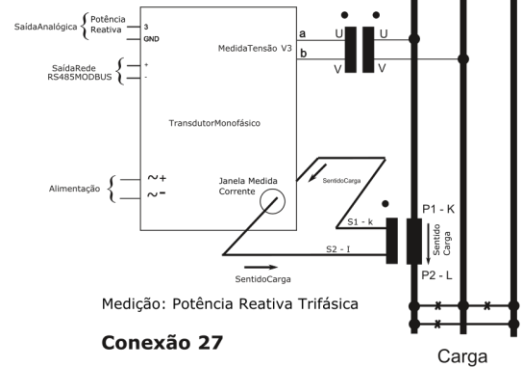 SaídaAnalógica
Potência
Reativa
3
GND
SaídaRede
RS485MODBUS
+
-
MedidaTensão V3
a
b
U
U
V
V
TransdutorMonofásico
Alimentação
~+
~-
Janela Medida
Corrente
SentidoCarga
S1 - k
S2 - l
SentidoCarga
P1 - K
Sentido
Carga
P2 - L
Medição: Potência Reativa Trifásica
Conexão 27
Carga